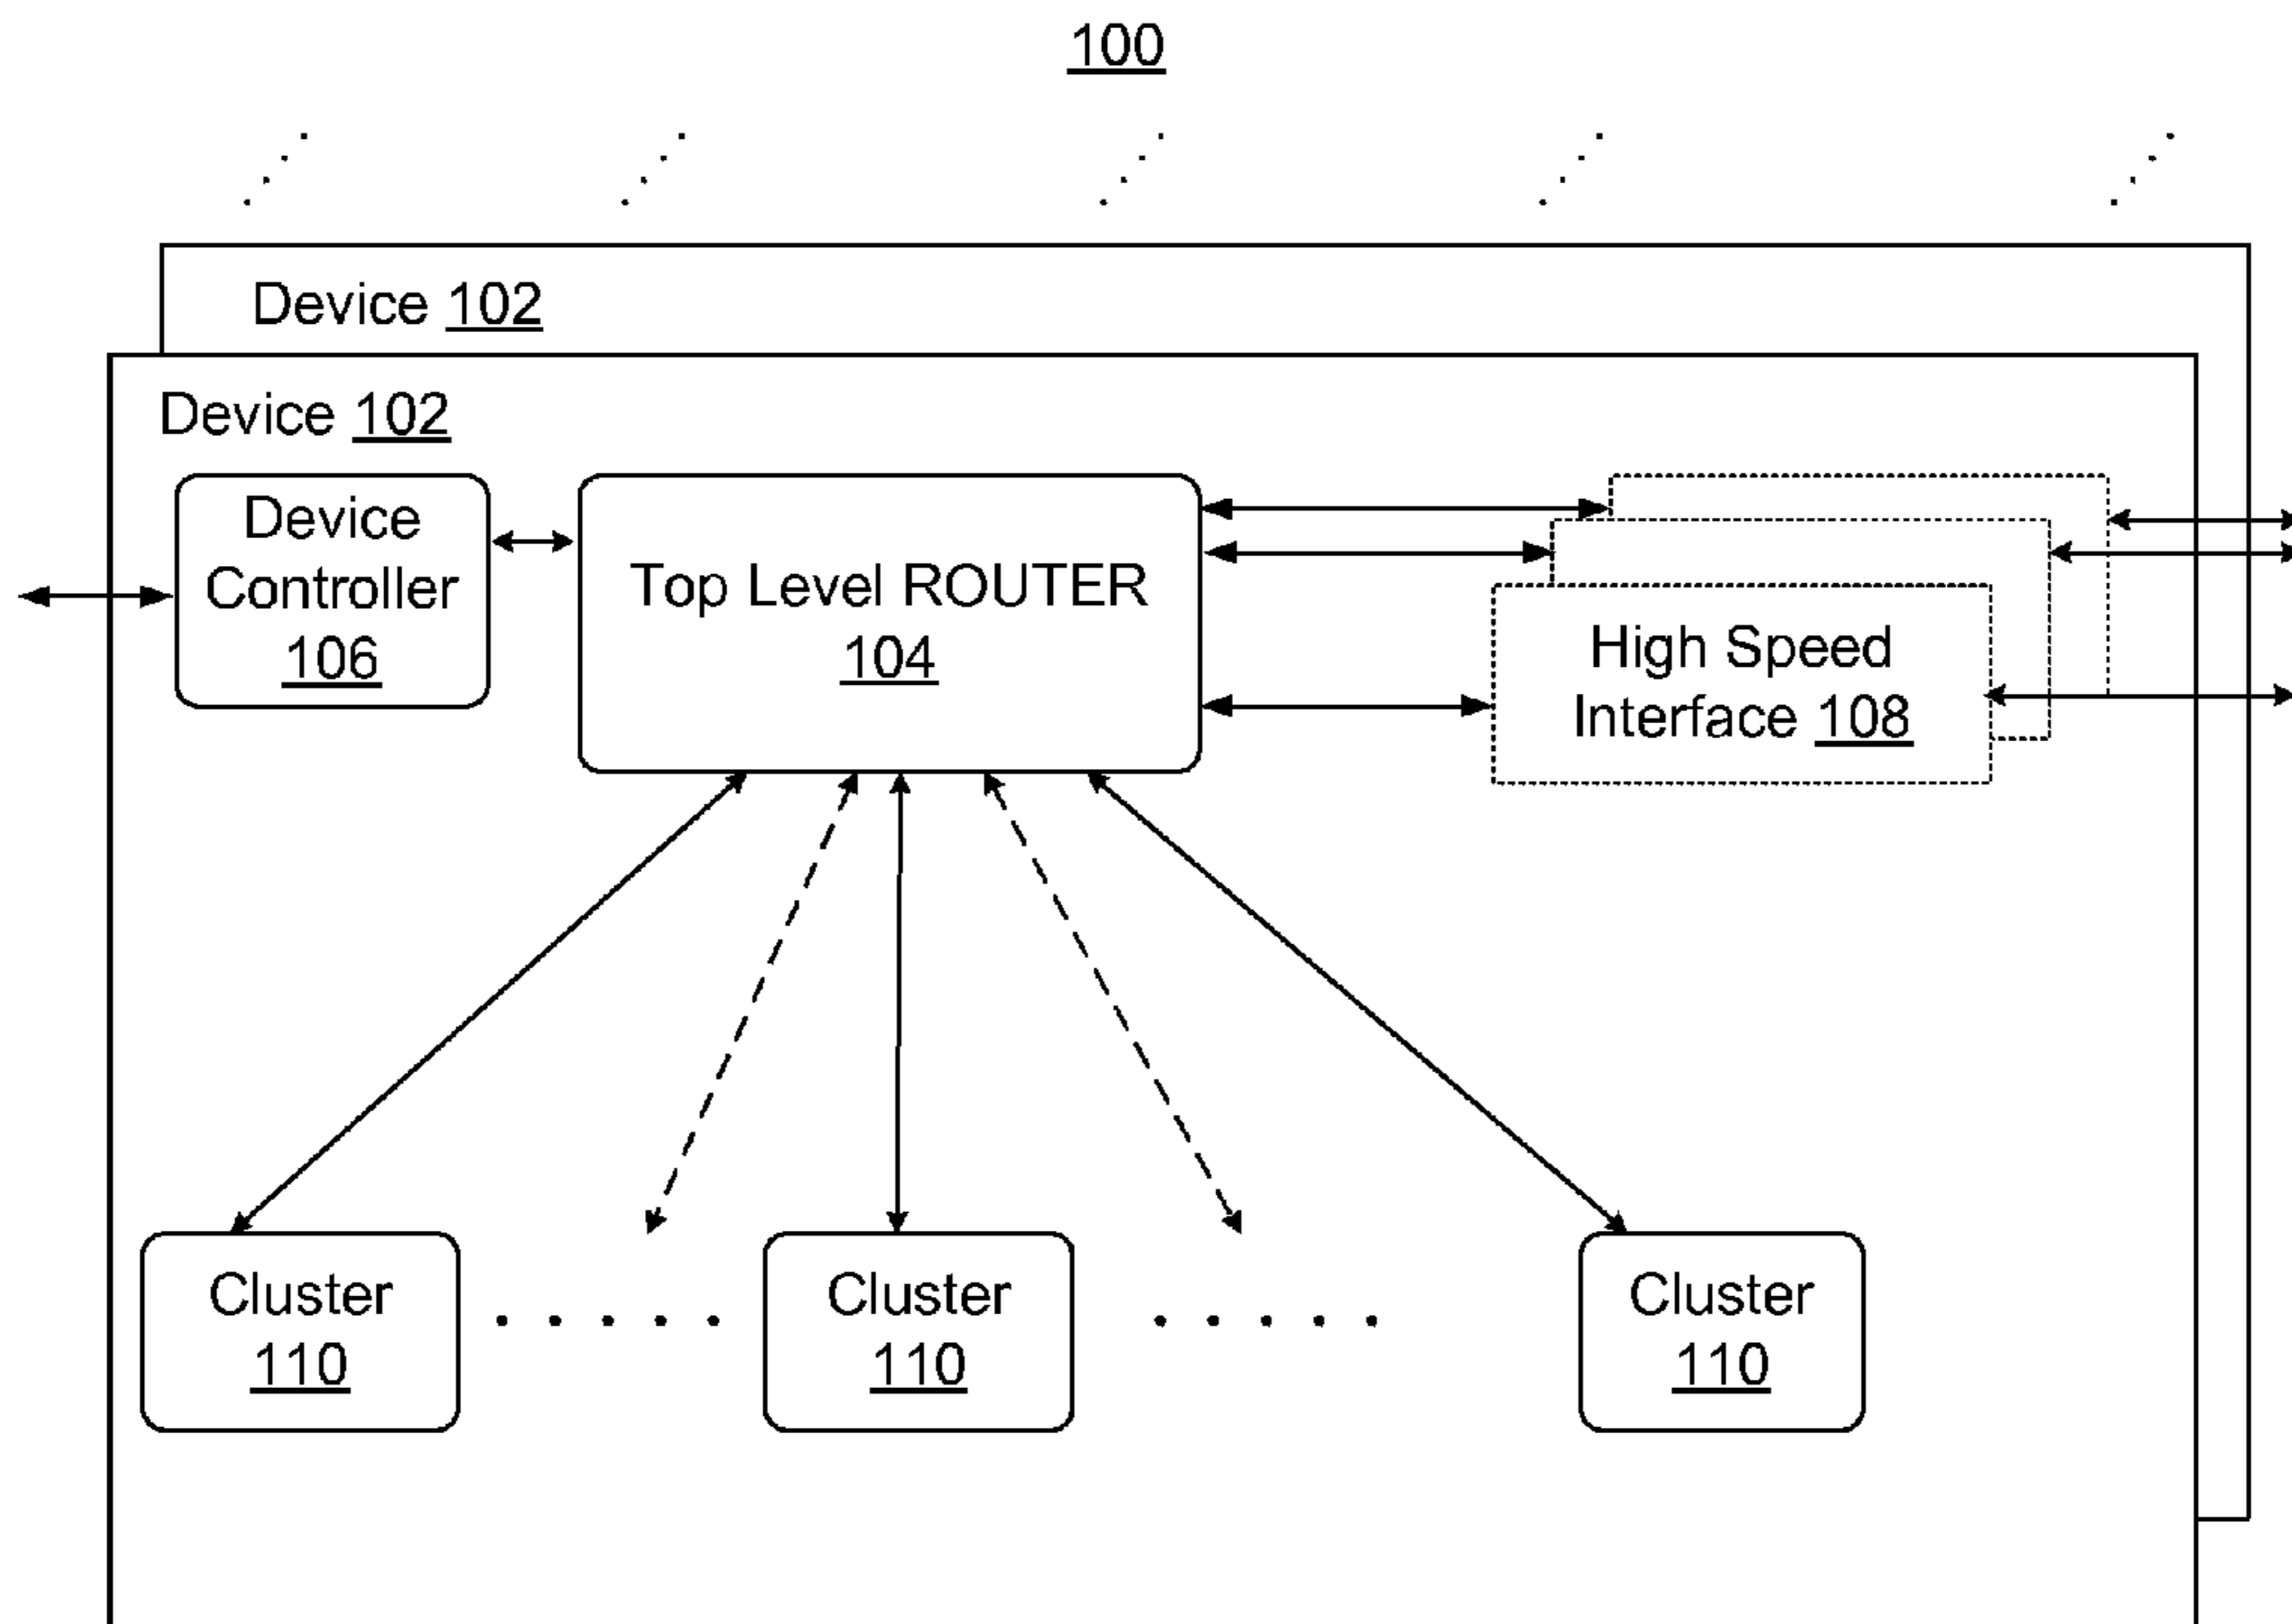 100
Device 102
Device 102
Device
Controller
106
Top Level ROUTER
104
High Speed
Interface 108
Cluster
110
Cluster
110
Cluster
110